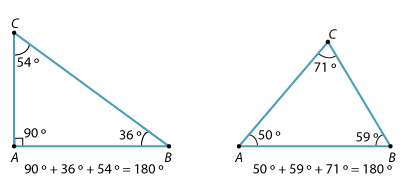 C
54 º
90 º
36 º
A
B
90 º + 36 º + 54 º = 180 º
C
71 º
50 º
59 º
A
B
50 º + 59 º + 71 º = 180 º